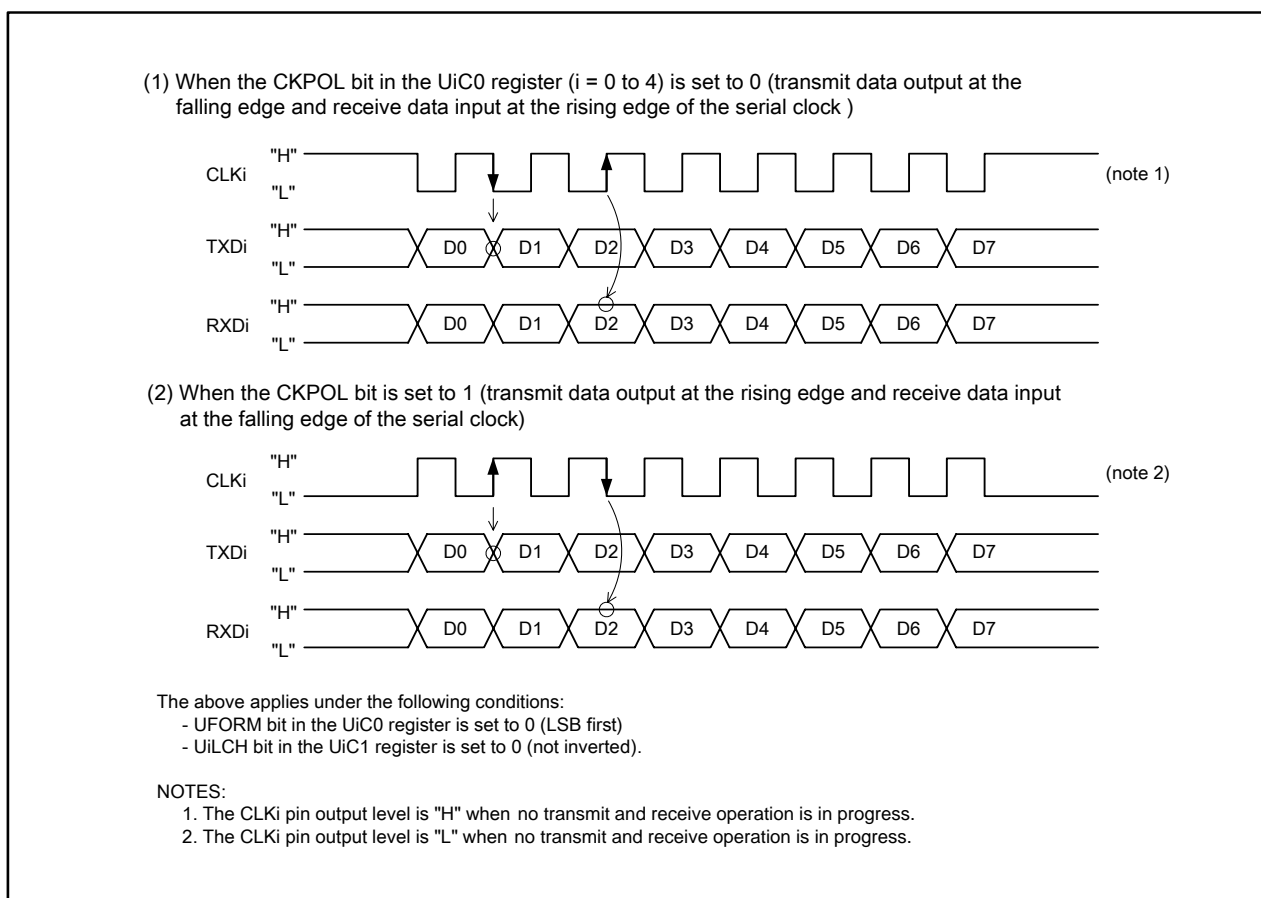 (1) When the CKPOL bit in the UiC0 register (i = 0 to 4) is set to 0 (transmit data output at the
falling edge and receive data input at the rising edge of the serial clock )
CLKi "H" "L" (note 1)
TXDi "H" "L" D0 D1 D2 D3 D4 D5 D6 D7
RXDi "H" "L" D0 D1 D2 D3 D4 D5 D6 D7
(2) When the CKPOL bit is set to 1 (transmit data output at the rising edge and receive data input
at the falling edge of the serial clock)
CLKi "H" "L" (note 2)
TXDi "H" "L" D0 D1 D2 D3 D4 D5 D6 D7
RXDi "H" "L" D0 D1 D2 D3 D4 D5 D6 D7
The above applies under the following conditions:
- UFORM bit in the UiC0 register is set to 0 (LSB first)
- UiLCH bit in the UiC1 register is set to 0 (not inverted).
NOTES:
1. The CLKi pin output level is "H" when no transmit and receive operation is in progress.
2. The CLKi pin output level is "L" when no transmit and receive operation is in progress.